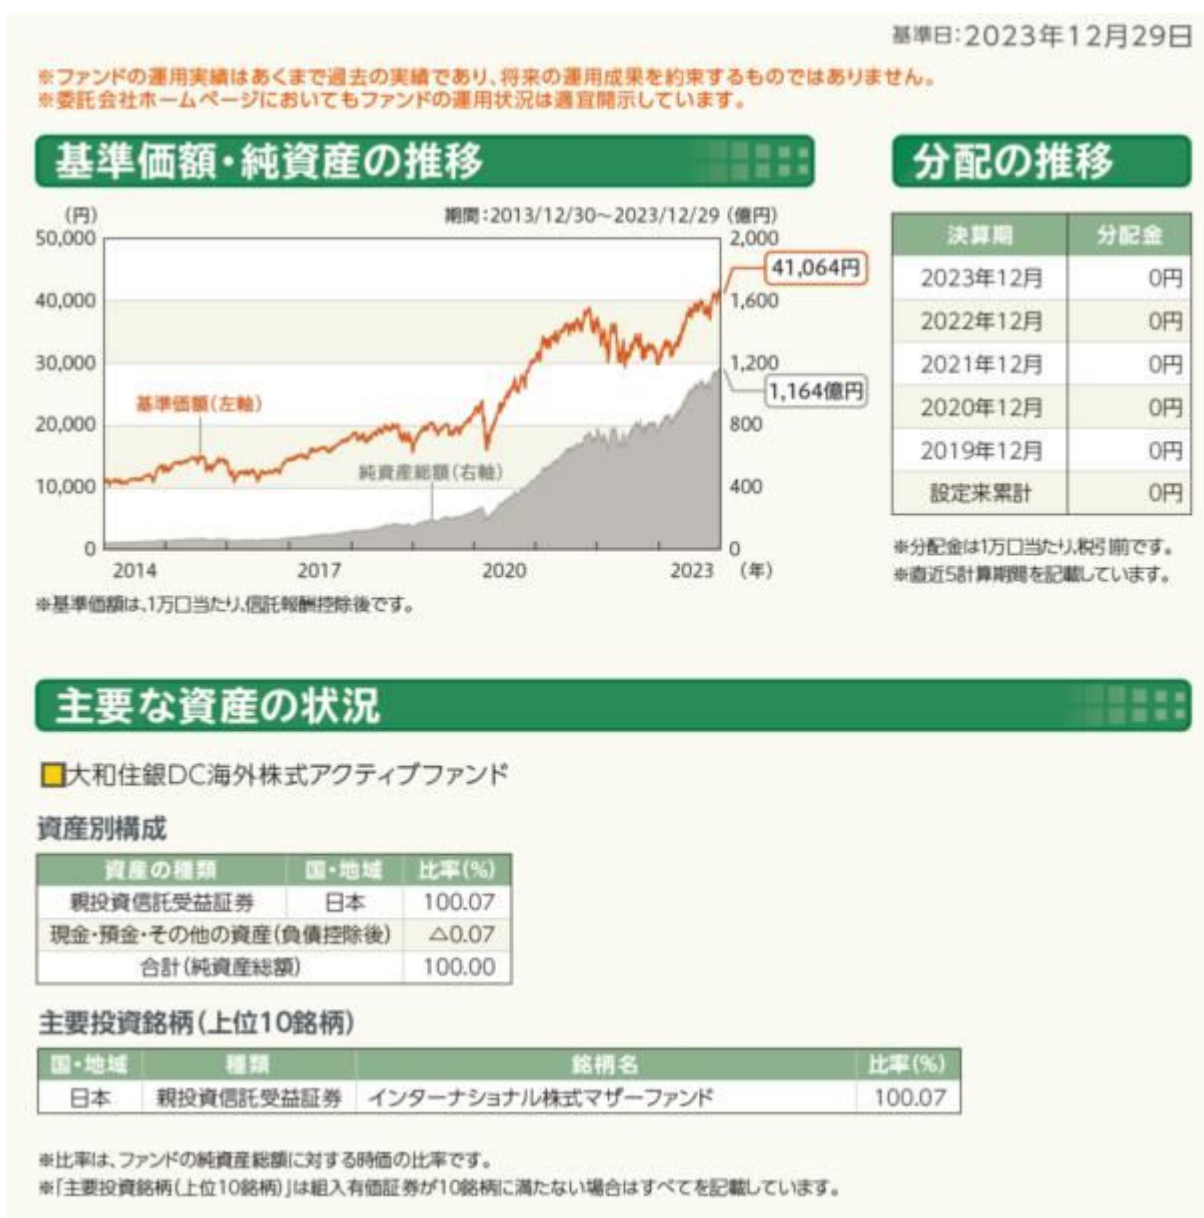 基準日:2023年12月29日
※ファンドの運用実績はあくまで過去の実績であり、将来の運用成果を約束するものではありません。
※委託会社ホームページにおいてもファンドの運用状況は適宜開示しています。
基準価額・純資産の推移
(円)
期間:2013/12/30～2023/12/29
(億円)
50,000
40,000
30,000
20,000
10,000
0
2,000
1,600
1,200
800
400
0
41,064円
1,164億円
基準価額(左軸)
純資産総額(右軸)
2014 2017 2020 2023 (年)
※基準価額は、1万口当たり、信託報酬控除後です。
分配の推移
決算期 分配金
2023年12月 0円
2022年12月 0円
2021年12月 0円
2020年12月 0円
2019年12月 0円
設定来累計 0円
※分配金は1万口当たり、税引前です。
※直近5計算期間を記載しています。
主要な資産の状況
大和住銀DC海外株式アクティブファンド
資産別構成
資産の種類 国・地域 比率(%)
親投資信託受益証券 日本 100.07
現金・預金・その他の資産(負債控除後) △0.07
合計(純資産総額) 100.00
主要投資銘柄(上位10銘柄)
国・地域 種類 銘柄名 比率(%)
日本 親投資信託受益証券 インターナショナル株式マザーファンド 100.07
※比率は、ファンドの純資産総額に対する時価の比率です。
※「主要投資銘柄(上位10銘柄)」は組入有価証券が10銘柄に満たない場合はすべてを記載しています。